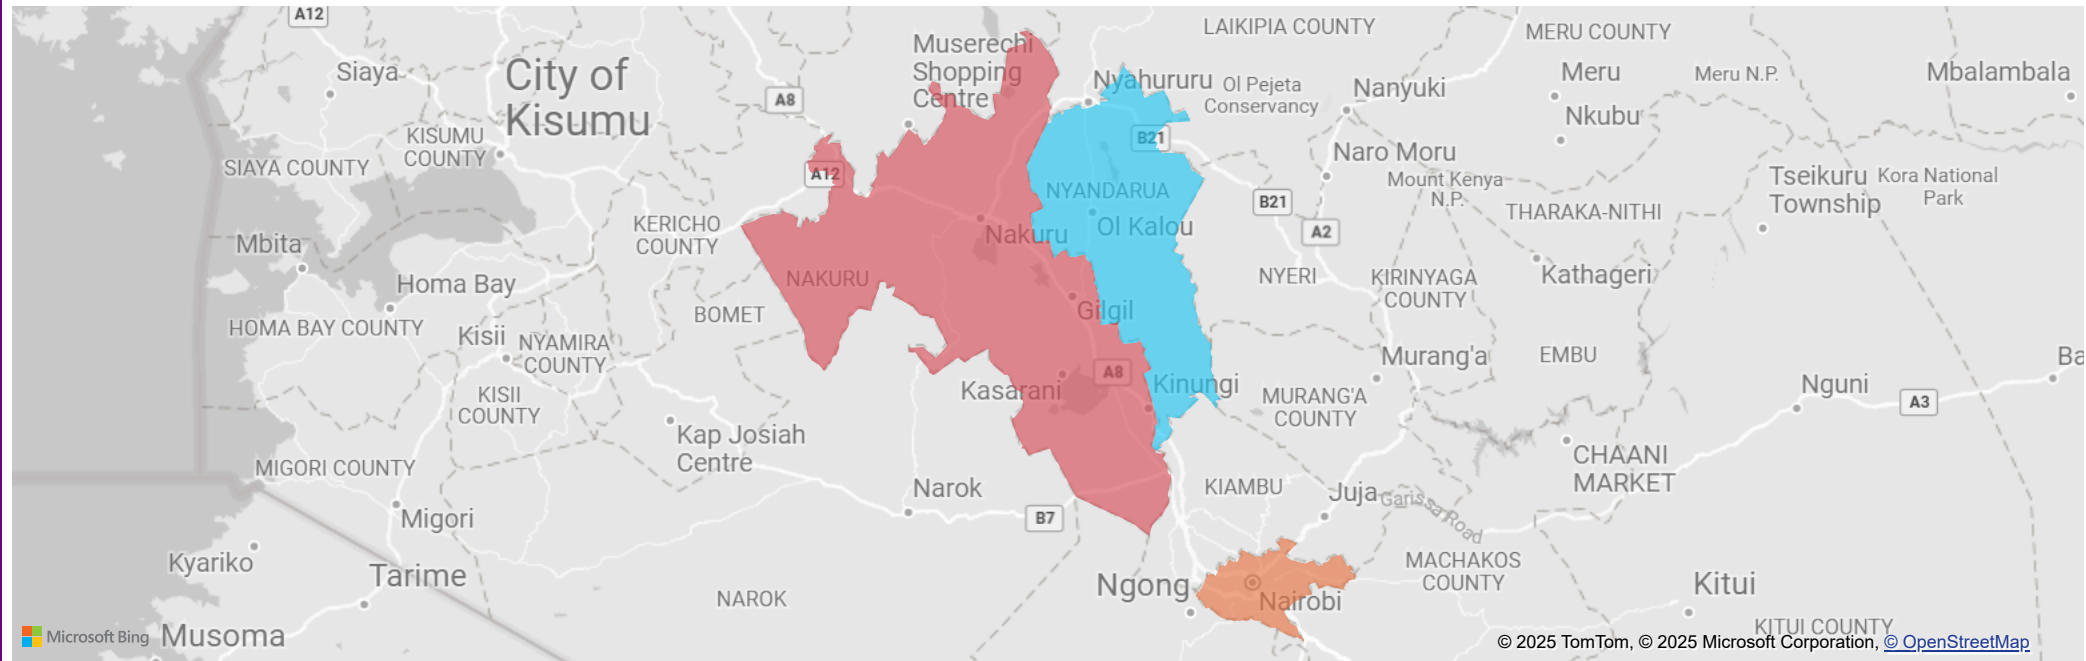 A12
LAIKIPIA COUNTY
MERU COUNTY
Muserechi
Shopping
Centre
Siaya
City of
Kisumu
A8
Nyahururu
Ol Pejeta
Conservancy
Nanyuki
Meru
Meru N.P.
Mbalambala
Nkubu
KISUMU
COUNTY
B21
SIAYA COUNTY
A12
Naro Moru
Mount Kenya
N.P.
NYANDARUA
Tseikuru
Township
Kora National
Park
B21
THARAKA-NITHI
KERICHO
COUNTY
Nakuru
Ol Kalou
A2
Mbita
Homa Bay
NAKURU
NYERI
KIRINYAGA
COUNTY
Kathageri
BOMET
Gilgil
HOMA BAY COUNTY
Kisii
NYAMIRA
COUNTY
Murang'a
EMBU
Ba
A8
Kasarani
Kinungi
Nguni
A3
KISII
COUNTY
MURANG'A
COUNTY
Kap Josiah
Centre
CHAANI
MARKET
MIGORI COUNTY
Narok
KIAMBU
Juja
Garissa Road
Migori
B7
Kyariko
Tarime
MACHAKOS
COUNTY
Ngong
Nairobi
Kitui
NAROK
Microsoft Bing
Musoma
KITUI COUNTY
© 2025 TomTom, © 2025 Microsoft Corporation, © OpenStreetMap